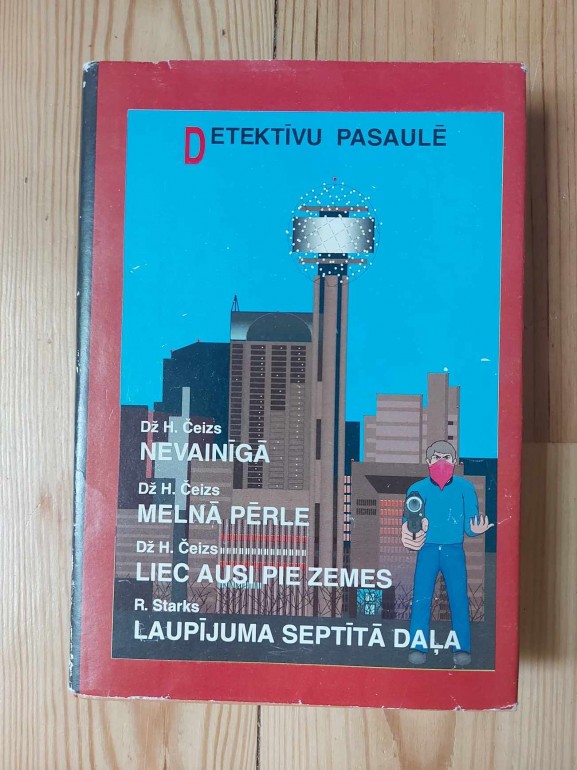 DETEKTĪVU PASAULĒ
Dž H. Čeizs
NEVAINĪGĀ
Dž H. Čeizs
MELNĀ PĒRLE
Dž H. Čeizs
LIEC AUSI PIE ZEMES
R. Starks
LAUPĪJUMA SEPTĪTĀ DAĻA